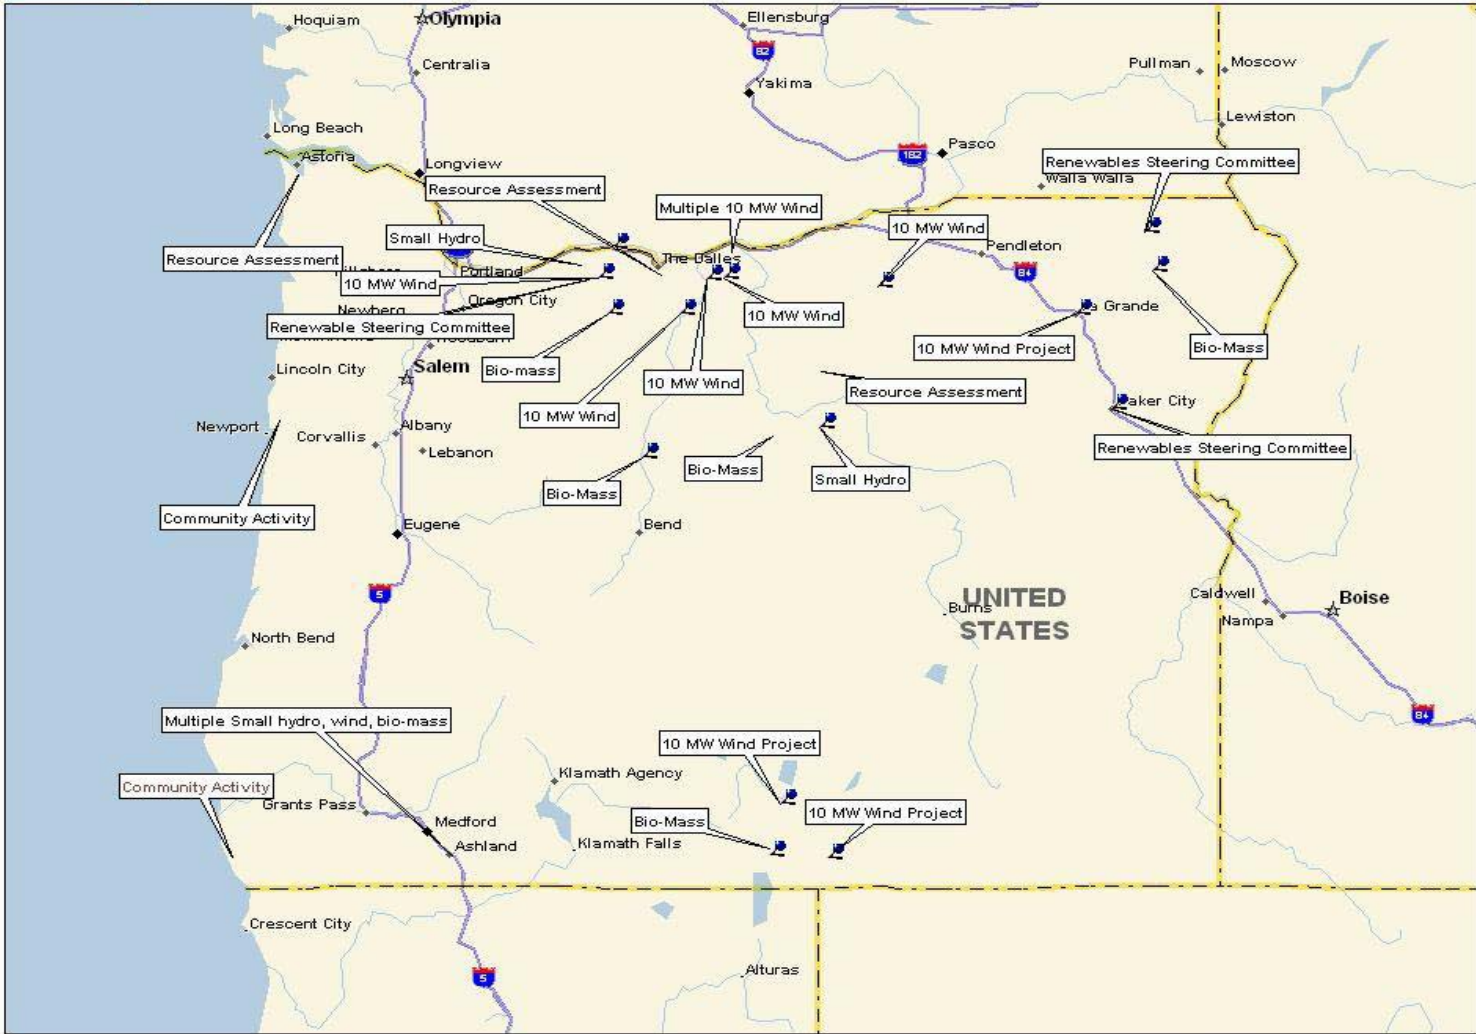 Hoquiam
Olympia
Ellensburg
Centralia
82
Pullman
Moscow
Yakima
Lewiston
Long Beach
Astoria
Longview
182
Pasco
Renewables Steering Committee
Walla Walla
Resource Assessment
Multiple 10 MW Wind
Small Hydro
10 MW Wind
Pendleton
Resource Assessment
The Dalles
Portland
10 MW Wind
84
Oregon City
Newberg
a Grande
10 MW Wind
Renewable Steering Committee
10 MW Wind Project
Bio-Mass
Salem
Bio-mass
Lincoln City
10 MW Wind
Resource Assessment
aker City
10 MW Wind
Newport
Albany
Corvallis
Lebanon
Renewables Steering Committee
Bio-Mass
Small Hydro
Bio-Mass
Community Activity
Eugene
Bend
5
UNITED
STATES
Burns
Caldwell
Boise
Nampa
North Bend
84
Multiple Small hydro, wind, bio-mass
10 MW Wind Project
Klamath Agency
Community Activity
Grants Pass
Medford
Bio-Mass
10 MW Wind Project
Ashland
Klamath Falls
Crescent City
Alturas
5